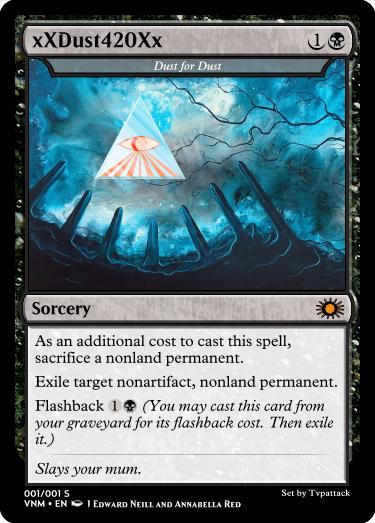 xXDust420Xx 1
Dust for Dust
Sorcery
As an additional cost to cast this spell,
sacrifice a nonland permanent.
Exile target nonartifact, nonland permanent.
Flashback 1 (You may cast this card from
your graveyard for its flashback cost. Then exile
it.)
Slays your mum.
001/001 S
Set by Tvpattack
VNM • EN J Edward Neill and Annabella Red